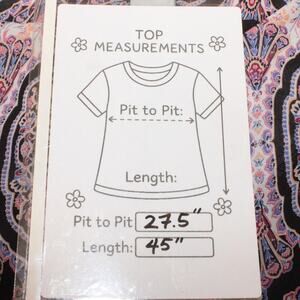 TOP
MEASUREMENTS
Pit to Pit:
Length:
Pit to Pit 27.5"
Length: 45"